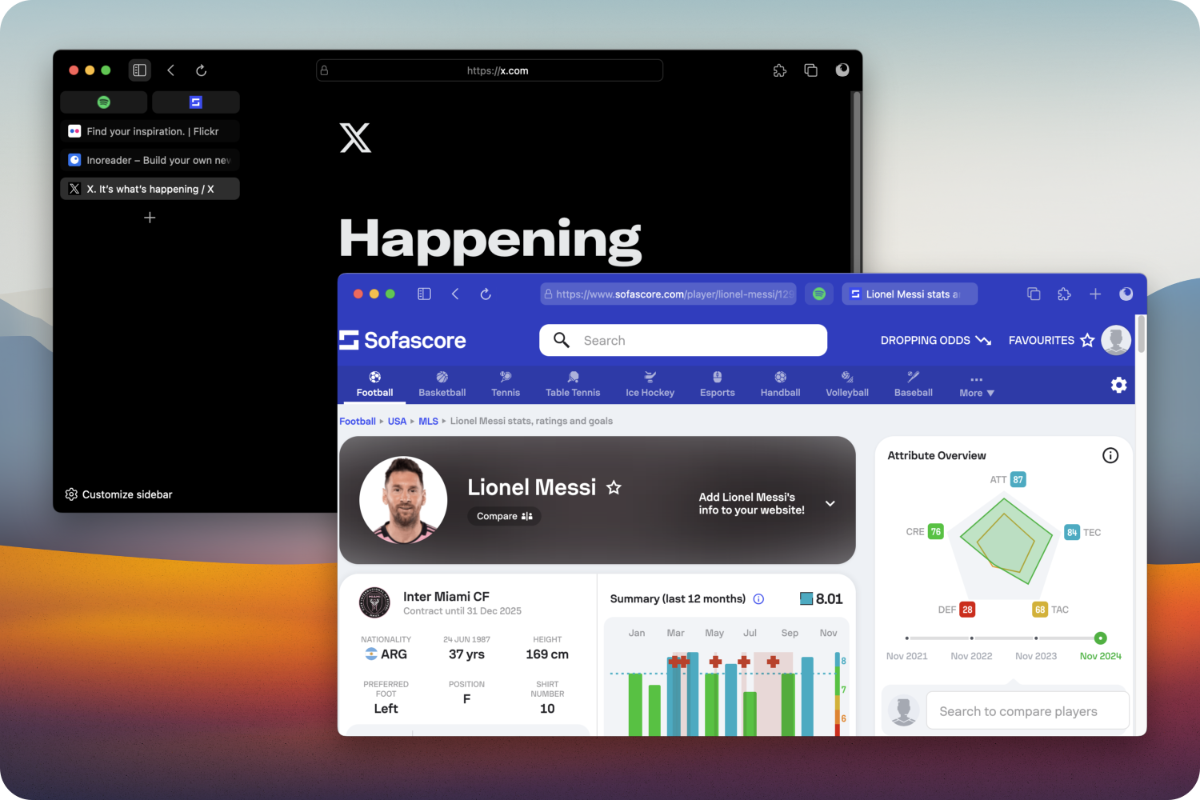 https://x.com
Find your inspiration. | Flickr
Inoreader – Build your own nev
X. It's what's happening / X
Happening
Customize sidebar
https://www.sofascore.com/player/lionel-messi/129
Lionel Messi stats a
Sofascore
Search
DROPPING ODDS
FAVOURITES
Football
Basketball
Tennis
Table Tennis
Ice Hockey
Esports
Handball
Volleyball
Baseball
More
Football ▸ USA ▸ MLS ▸ Lionel Messi stats, ratings and goals
Lionel Messi
Compare
Add Lionel Messi's
info to your website!
Inter Miami CF
Contract until 31 Dec 2025
NATIONALITY
ARG
24 JUN 1987
37 yrs
HEIGHT
169 cm
PREFERRED
FOOT
Left
POSITION
F
SHIRT
NUMBER
10
Summary (last 12 months)
8.01
Jan Mar May Jul Sep Nov
8
7
6
Attribute Overview
ATT 87
CRE 76
84 TEC
DEF 28
68 TAC
Nov 2021 Nov 2022 Nov 2023 Nov 2024
Search to compare players